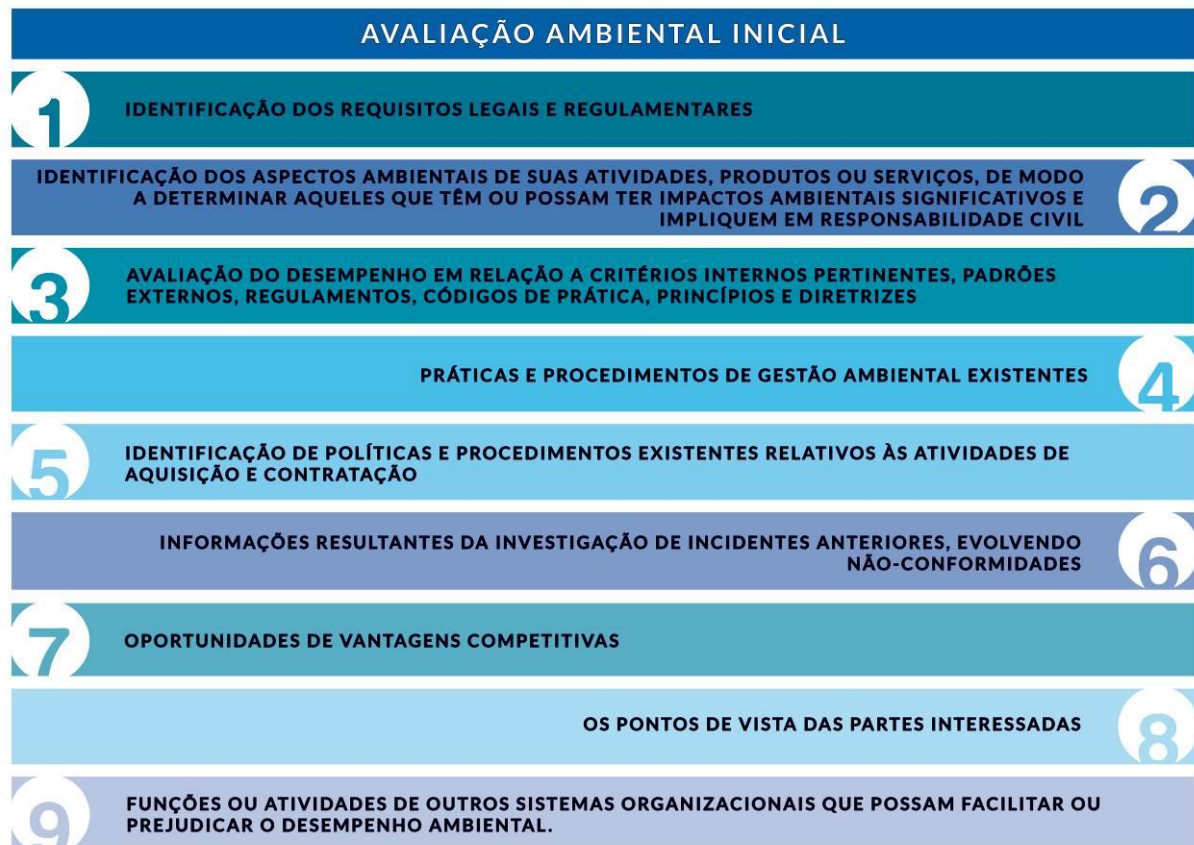 AVALIAÇÃO AMBIENTAL INICIAL
1
IDENTIFICAÇÃO DOS REQUISITOS LEGAIS E REGULAMENTARES
IDENTIFICAÇÃO DOS ASPECTOS AMBIENTAIS DE SUAS ATIVIDADES, PRODUTOS OU SERVIÇOS, DE MODO
A DETERMINAR AQUELES QUE TÊM OU POSSAM TER IMPACTOS AMBIENTAIS SIGNIFICATIVOS E
IMPLIQUEM EM RESPONSABILIDADE CIVIL
2
3
AVALIAÇÃO DO DESEMPENHO EM RELAÇÃO A CRITÉRIOS INTERNOS PERTINENTES, PADRÕES
EXTERNOS, REGULAMENTOS, CÓDIGOS DE PRÁTICA, PRINCÍPIOS E DIRETRIZES
PRÁTICAS E PROCEDIMENTOS DE GESTÃO AMBIENTAL EXISTENTES
4
5
IDENTIFICAÇÃO DE POLÍTICAS E PROCEDIMENTOS EXISTENTES RELATIVOS ÀS ATIVIDADES DE
AQUISIÇÃO E CONTRATAÇÃO
INFORMAÇÕES RESULTANTES DA INVESTIGAÇÃO DE INCIDENTES ANTERIORES, EVOLVENDO
NÃO-CONFORMIDADES
6
7
OPORTUNIDADES DE VANTAGENS COMPETITIVAS
OS PONTOS DE VISTA DAS PARTES INTERESSADAS
8
9
FUNÇÕES OU ATIVIDADES DE OUTROS SISTEMAS ORGANIZACIONAIS QUE POSSAM FACILITAR OU
PREJUDICAR O DESEMPENHO AMBIENTAL.